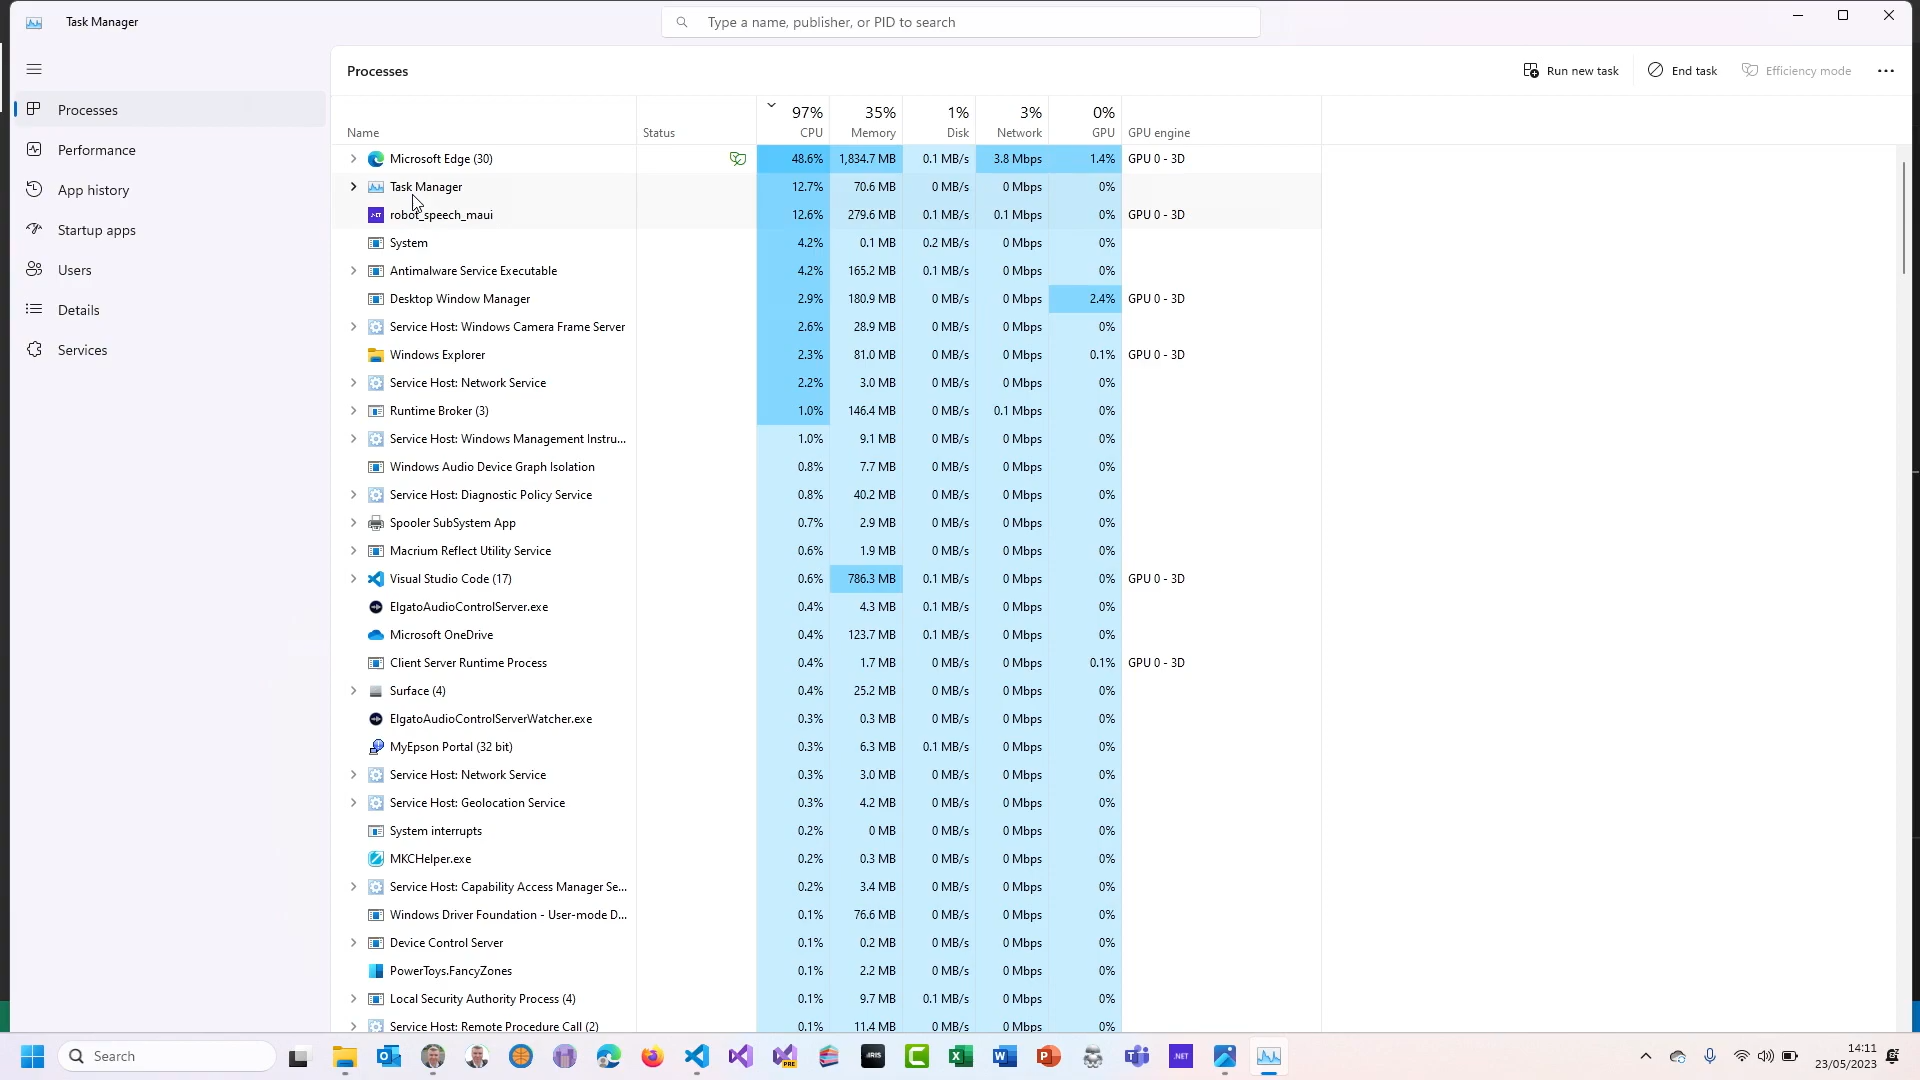 Task Manager
Type a name, publisher, or PID to search
Processes
Performance
App history
Startup apps
Users
Details
Services
Processes
Run new task
End task
Efficiency mode
97% 35% 1% 3% 0%
Name Status CPU Memory Disk Network GPU GPU engine
Microsoft Edge (30) 48.6% 1,834.7 MB 0.1 MB/s 3.8 Mbps 1.4% GPU 0 - 3D
Task Manager 12.7% 70.6 MB 0 MB/s 0 Mbps 0%
robot_speech_maui 12.6% 279.6 MB 0.1 MB/s 0.1 Mbps 0% GPU 0 - 3D
System 4.2% 0.1 MB 0.2 MB/s 0 Mbps 0%
Antimalware Service Executable 4.2% 165.2 MB 0.1 MB/s 0 Mbps 0%
Desktop Window Manager 2.9% 180.9 MB 0 MB/s 0 Mbps 2.4% GPU 0 - 3D
Service Host: Windows Camera Frame Server 2.6% 28.9 MB 0 MB/s 0 Mbps 0%
Windows Explorer 2.3% 81.0 MB 0 MB/s 0 Mbps 0.1% GPU 0 - 3D
Service Host: Network Service 2.2% 3.0 MB 0 MB/s 0 Mbps 0%
Runtime Broker (3) 1.0% 146.4 MB 0 MB/s 0.1 Mbps 0%
Service Host: Windows Management Instru... 1.0% 9.1 MB 0 MB/s 0 Mbps 0%
Windows Audio Device Graph Isolation 0.8% 7.7 MB 0 MB/s 0 Mbps 0%
Service Host: Diagnostic Policy Service 0.8% 40.2 MB 0 MB/s 0 Mbps 0%
Spooler SubSystem App 0.7% 2.9 MB 0 MB/s 0 Mbps 0%
Macrium Reflect Utility Service 0.6% 1.9 MB 0 MB/s 0 Mbps 0%
Visual Studio Code (17) 0.6% 786.3 MB 0.1 MB/s 0 Mbps 0% GPU 0 - 3D
ElgatoAudioControlServer.exe 0.4% 4.3 MB 0.1 MB/s 0 Mbps 0%
Microsoft OneDrive 0.4% 123.7 MB 0.1 MB/s 0 Mbps 0%
Client Server Runtime Process 0.4% 1.7 MB 0 MB/s 0 Mbps 0.1% GPU 0 - 3D
Surface (4) 0.4% 25.2 MB 0 MB/s 0 Mbps 0%
ElgatoAudioControlServerWatcher.exe 0.3% 0.3 MB 0 MB/s 0 Mbps 0%
MyEpson Portal (32 bit) 0.3% 6.3 MB 0.1 MB/s 0 Mbps 0%
Service Host: Network Service 0.3% 3.0 MB 0 MB/s 0 Mbps 0%
Service Host: Geolocation Service 0.3% 4.2 MB 0 MB/s 0 Mbps 0%
System interrupts 0.2% 0 MB 0 MB/s 0 Mbps 0%
MKCHelper.exe 0.2% 0.3 MB 0 MB/s 0 Mbps 0%
Service Host: Capability Access Manager Se... 0.2% 3.4 MB 0 MB/s 0 Mbps 0%
Windows Driver Foundation - User-mode D... 0.1% 76.6 MB 0 MB/s 0 Mbps 0%
Device Control Server 0.1% 0.2 MB 0 MB/s 0 Mbps 0%
PowerToys.FancyZones 0.1% 2.2 MB 0 MB/s 0 Mbps 0%
Local Security Authority Process (4) 0.1% 9.7 MB 0.1 MB/s 0 Mbps 0%
Service Host: Remote Procedure Call (2) 0.1% 11.4 MB 0 MB/s 0 Mbps 0%
Search
PRE
IRIS
.NET
14:11
23/05/2023